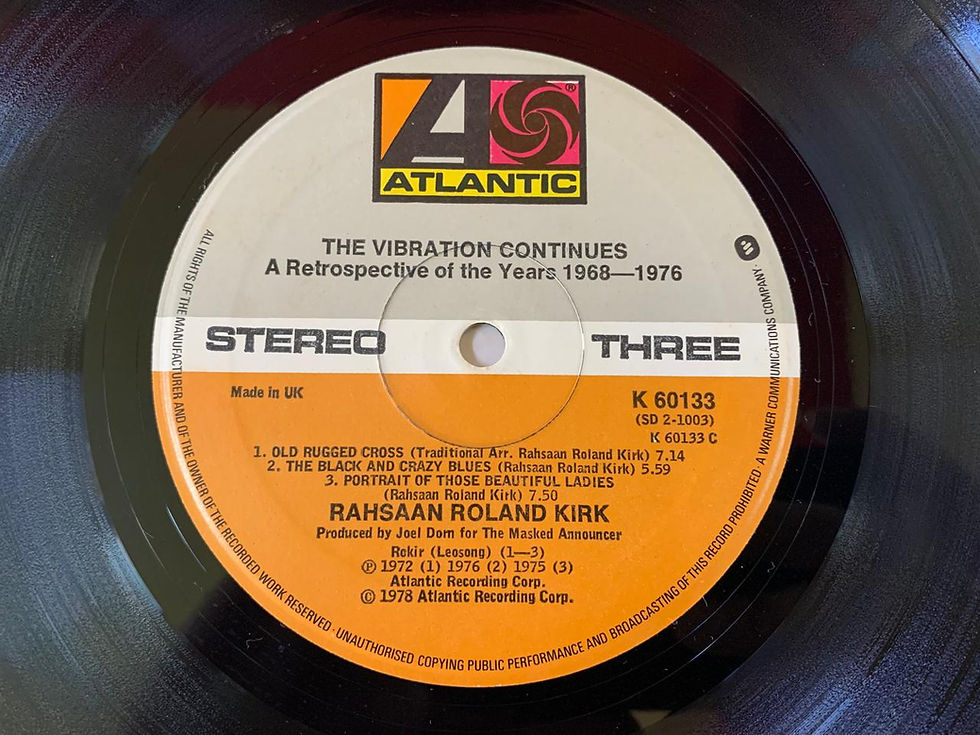 ATLANTIC
®
THE VIBRATION CONTINUES
A Retrospective of the Years 1968—1976
STEREO
THREE
Made in UK
K 60133
(SD 2-1003)
K 60133 C
1. OLD RUGGED CROSS (Traditional Arr. Rahsaan Roland Kirk) 7.14
2. THE BLACK AND CRAZY BLUES (Rahsaan Roland Kirk) 5.59
3. PORTRAIT OF THOSE BEAUTIFUL LADIES
(Rahsaan Roland Kirk) 7.50
RAHSAAN ROLAND KIRK
Produced by Joel Dorn for The Masked Announcer
Rokir (Leosong) (1—3)
℗ 1972 (1) 1976 (2) 1975 (3)
Atlantic Recording Corp.
© 1978 Atlantic Recording Corp.
ALL RIGHTS OF THE MANUFACTURER AND OF THE OWNER OF THE RECORDED WORK RESERVED · UNAUTHORISED COPYING PUBLIC PERFORMANCE AND BROADCASTING OF THIS RECORD PROHIBITED · A WARNER COMMUNICATIONS COMPANY ·